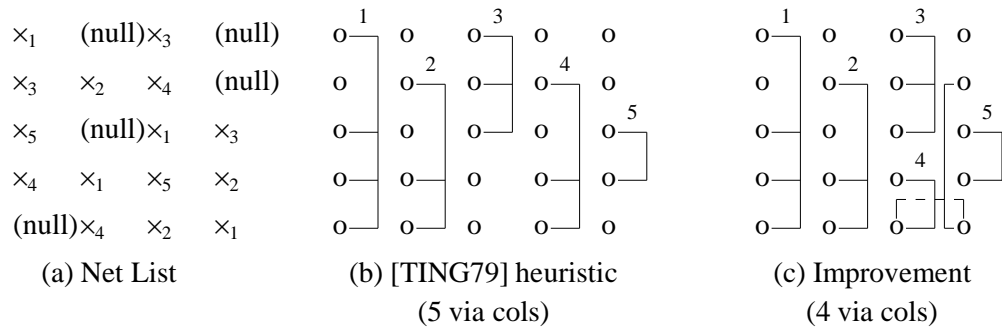 1 3
×1 (null)×3 (null) o o o o o
2 4
×3 ×2 ×4 (null) o o o o o
5
×5 (null)×1 ×3 o o o o o
×4 ×1 ×5 ×2 o o o o o
(null)×4 ×2 ×1 o o o o o
(a) Net List
(b) [TING79] heuristic
(5 via cols)
1 3
o o o o
2
o o o o
5
o o o o
4
o o o o
o o o o
(c) Improvement
(4 via cols)